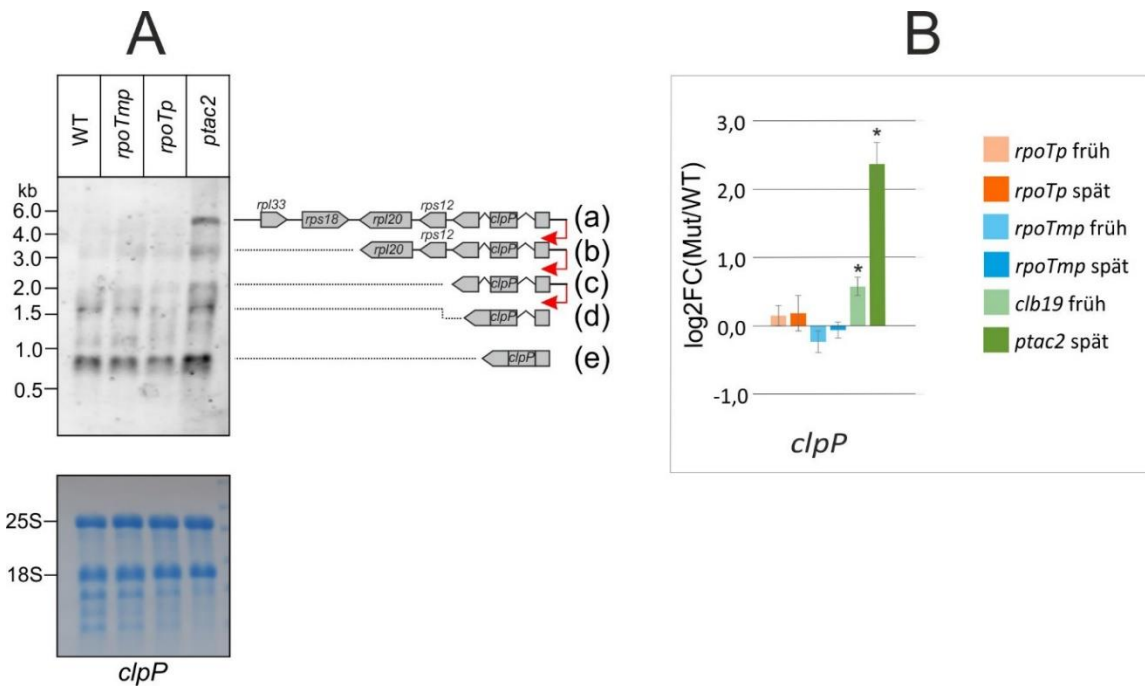 A
B
WT
rpoTmp
rpoTp
ptac2
kb
6.0
4.0
3.0
2.0
1.5
1.0
0.5
rpl33
rps18
rpl20
rps12
clpP
(a)
rpl20
rps12
clpP
(b)
clpP
(c)
clpP
(d)
clpP
(e)
25S
18S
clpP
log2FC(Mut/WT)
3,0
2,0
1,0
0,0
-1,0
*
*
clpP
rpoTp früh
rpoTp spät
rpoTmp früh
rpoTmp spät
clb19 früh
ptac2 spät